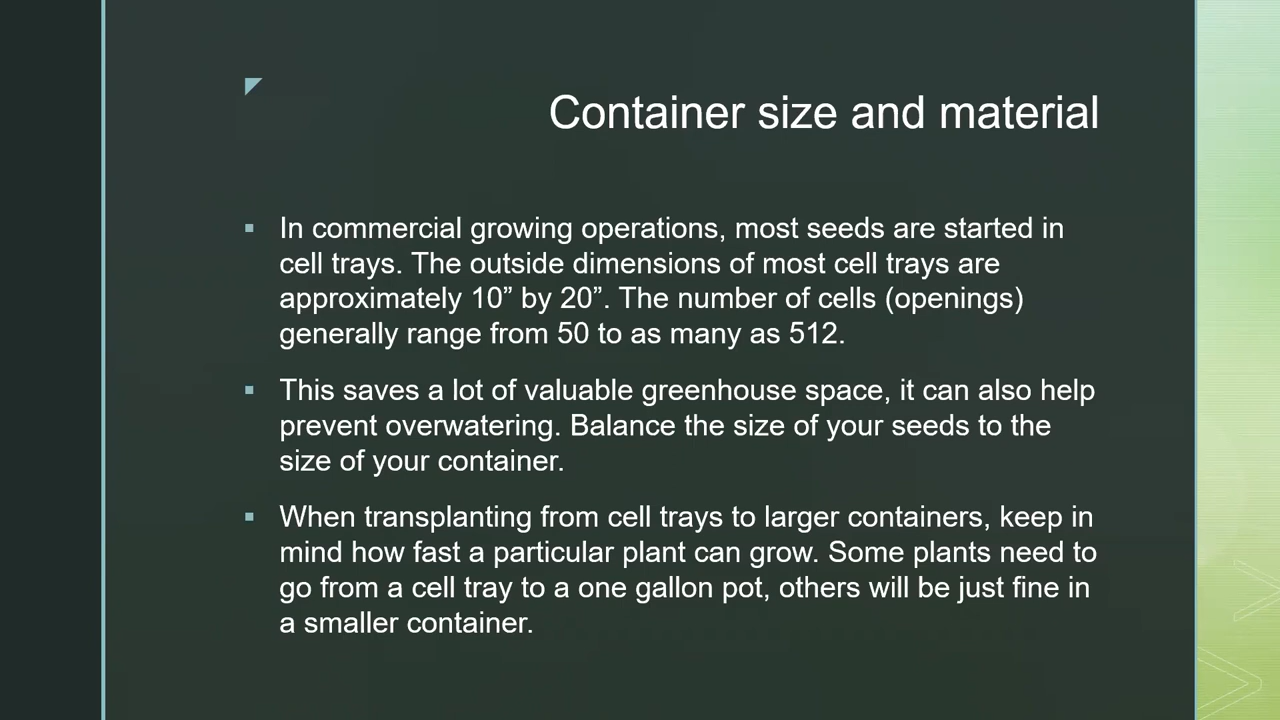 Container size and material
In commercial growing operations, most seeds are started in
cell trays. The outside dimensions of most cell trays are
approximately 10” by 20”. The number of cells (openings)
generally range from 50 to as many as 512.
This saves a lot of valuable greenhouse space, it can also help
prevent overwatering. Balance the size of your seeds to the
size of your container.
When transplanting from cell trays to larger containers, keep in
mind how fast a particular plant can grow. Some plants need to
go from a cell tray to a one gallon pot, others will be just fine in
a smaller container.